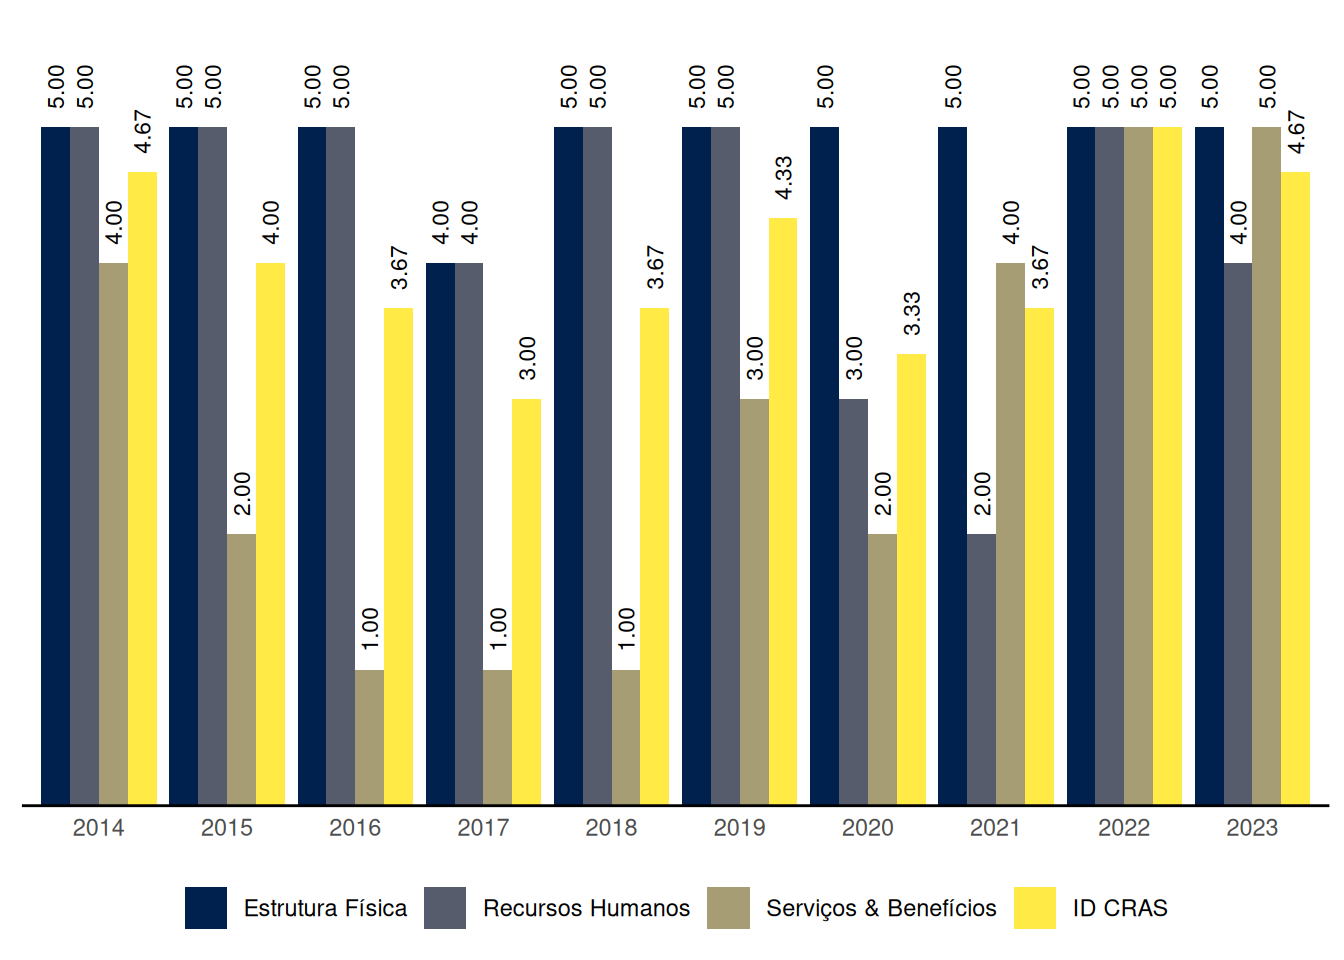 5.00 5.00 4.00 4.67 5.00 5.00 2.00 4.00 5.00 5.00 1.00 3.67 4.00 4.00 1.00 3.00 5.00 5.00 1.00 3.67 5.00 5.00 3.00 4.33 5.00 3.00 2.00 3.33 5.00 2.00 4.00 3.67 5.00 5.00 5.00 5.00 5.00 4.00 5.00 4.67
2014 2015 2016 2017 2018 2019 2020 2021 2022 2023
Estrutura Física Recursos Humanos Serviços & Benefícios ID CRAS